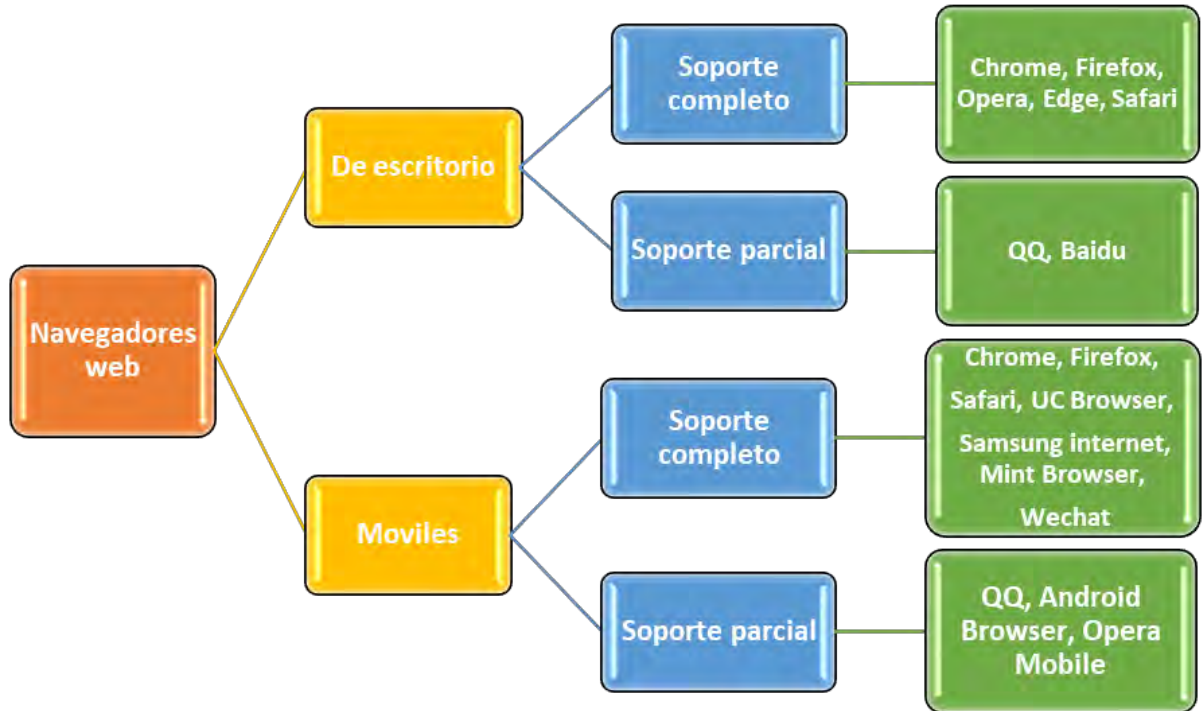 Navegadores
web
De escritorio
Soporte
completo
Chrome, Firefox,
Opera, Edge, Safari
Soporte parcial
QQ, Baidu
Moviles
Soporte
completo
Chrome, Firefox,
Safari, UC Browser,
Samsung internet,
Mint Browser,
Wechat
Soporte parcial
QQ, Android
Browser, Opera
Mobile